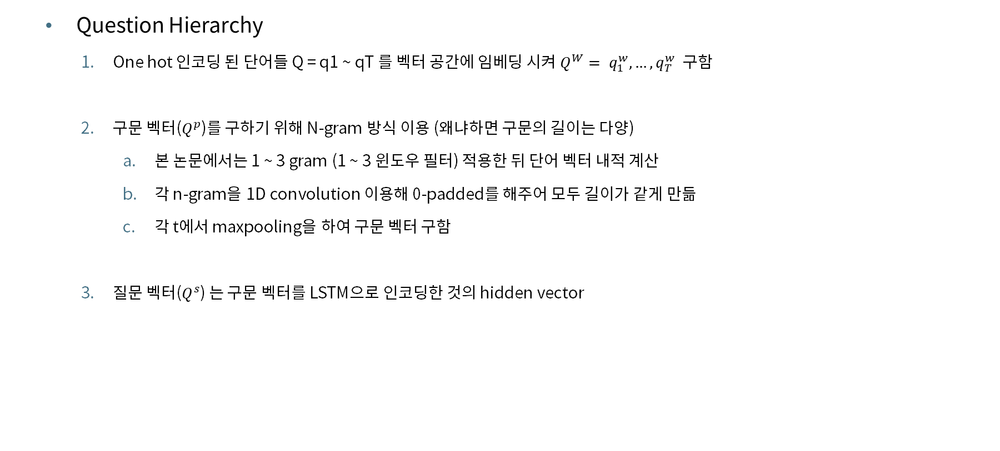 • Question Hierarchy
1. One hot 인코딩 된 단어들 Q = q1 ~ qT 를 벡터 공간에 임베딩 시켜 $Q^W = q_1^w, ..., q_T^w$ 구함
2. 구문 벡터($Q^p$)를 구하기 위해 N-gram 방식 이용 (왜냐하면 구문의 길이는 다양)
a. 본 논문에서는 1 ~ 3 gram (1 ~ 3 윈도우 필터) 적용한 뒤 단어 벡터 내적 계산
b. 각 n-gram을 1D convolution 이용해 0-padded를 해주어 모두 길이가 같게 만듦
c. 각 t에서 maxpooling을 하여 구문 벡터 구함
3. 질문 벡터($Q^s$) 는 구문 벡터를 LSTM으로 인코딩한 것의 hidden vector